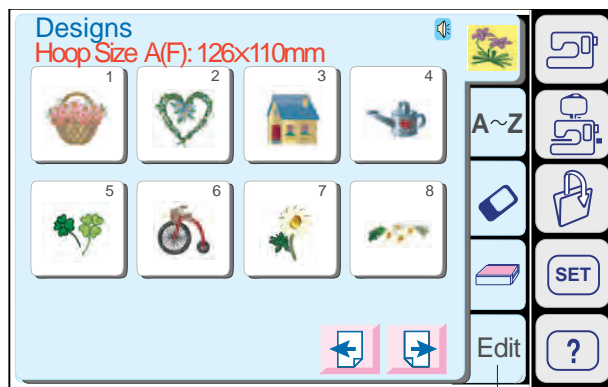 Designs
Hoop Size A(F): 126×110mm
1 2 3 4
A~Z
5 6 7 8
SET
Edit
?